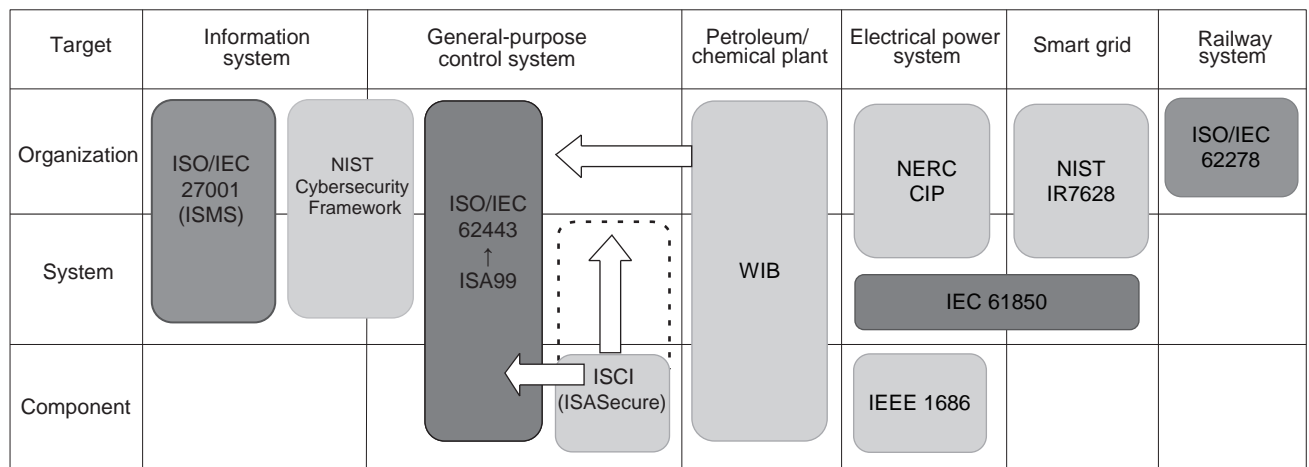 Target
Information
system
General-purpose
control system
Petroleum/
chemical plant
Electrical power
system
Smart grid
Railway
system
Organization
ISO/IEC
27001
(ISMS)
NIST
Cybersecurity
Framework
ISO/IEC
62443
↑
ISA99
NERC
CIP
NIST
IR7628
ISO/IEC
62278
System
WIB
IEC 61850
Component
ISCI
(ISASecure)
IEEE 1686